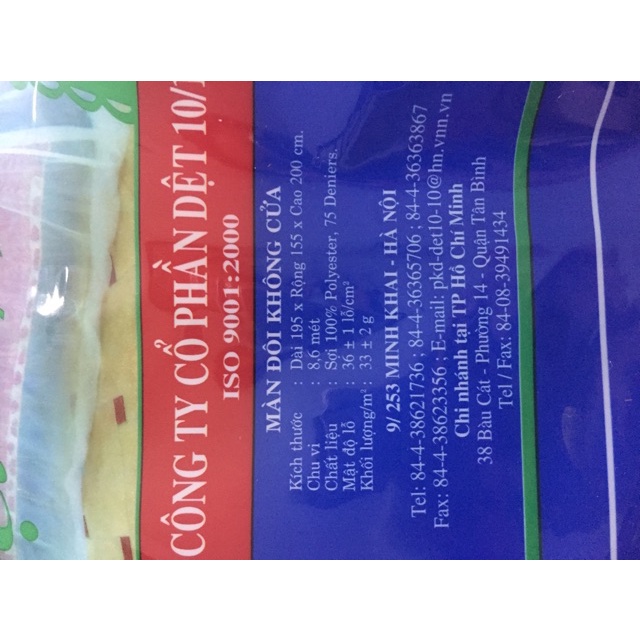 CÔNG TY CỔ PHẦN DỆT 10/1
ISO 9001:2000
MÀN ĐÔI KHÔNG CỬA
Kích thước : Dài 195 x Rộng 155 x Cao 200 cm.
Chu vi : 8,6 mét
Chất liệu : Sợi 100% Polyester, 75 Deniers.
Mật độ lỗ : 36 ± 1 lỗ/cm²
Khối lượng/m : 33 ± 2 g
9/ 253 MINH KHAI - HÀ NỘI
Tel: 84-4-38621736 ; 84-4-36365706 ; 84-4-36363867
Fax: 84-4-38623356 ; E-mail: pkd-det10-10@hn.vnn.vn
Chi nhánh tại TP Hồ Chí Minh
38 Bàu Cát - Phường 14 - Quận Tân Bình
Tel / Fax: 84-08-39491434